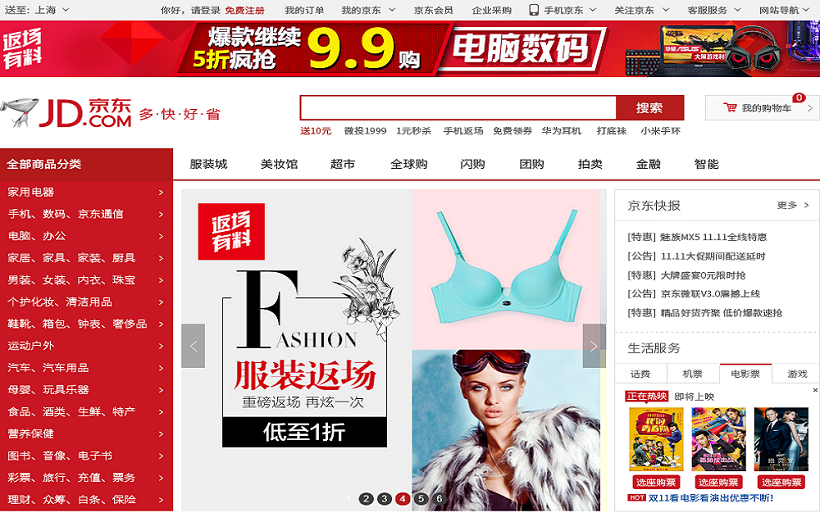 送至: 上海
你好，请登录 免费注册
我的订单
我的京东
京东会员
企业采购
手机京东
关注京东
客服服务
网站导航
返场
有料
爆款继续
5折疯抢
9.9购
电脑数码
JD.COM 京东
多·快·好·省
搜索
我的购物车
0
送10元 微投1999 1元秒杀 手机返场 免费领券 华为耳机 打底袜 小米手环
全部商品分类
服装城 美妆馆 超市 全球购 闪购 团购 拍卖 金融 智能
家用电器
手机、数码、京东通信
电脑、办公
家居、家具、家装、厨具
男装、女装、内衣、珠宝
个护化妆、清洁用品
鞋靴、箱包、钟表、奢侈品
运动户外
汽车、汽车用品
母婴、玩具乐器
食品、酒类、生鲜、特产
营养保健
图书、音像、电子书
彩票、旅行、充值、票务
理财、众筹、白条、保险
返场
有料
FASHION
服装返场
重磅返场 再炫一次
低至1折
2 3 4 5 6
京东快报
更多 >
[特惠] 魅族MX5 11.11全线特惠
[公告] 11.11大促期间配送延时
[特惠] 大牌盛宴0元限时抢
[公告] 京东微联V3.0震撼上线
[特惠] 精品好货齐聚 低价爆款速抢
生活服务
话费 机票 电影票 游戏
正在热映 即将上映
选座购票 选座购票 选座购票
HOT 双11看电影看演出优惠不断!